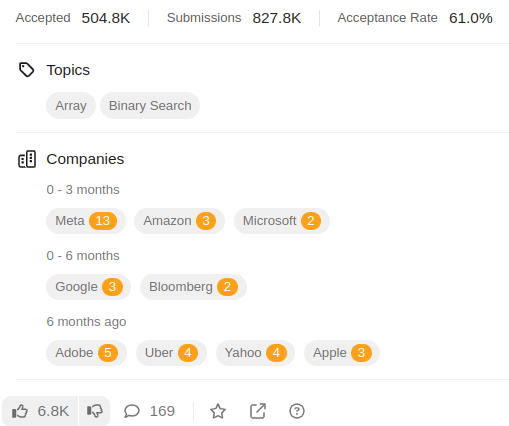 Accepted 504.8K Submissions 827.8K Acceptance Rate 61.0%
Topics
Array Binary Search
Companies
0 - 3 months
Meta 13 Amazon 3 Microsoft 2
0 - 6 months
Google 3 Bloomberg 2
6 months ago
Adobe 5 Uber 4 Yahoo 4 Apple 3
6.8K 169